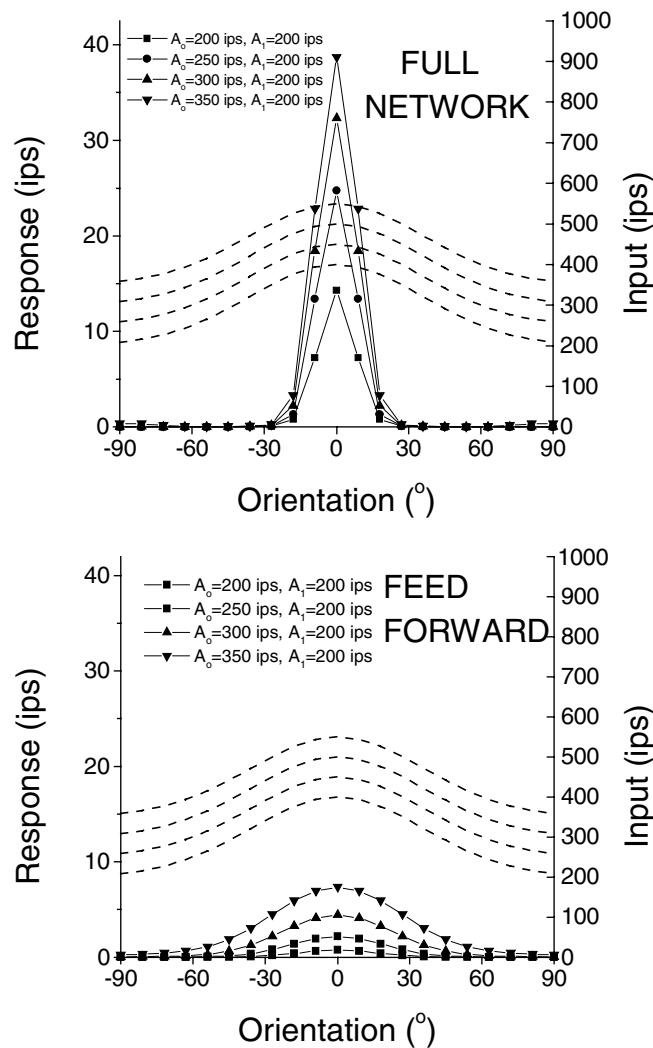 A₀=200 ips, A₁=200 ips
A₀=250 ips, A₁=200 ips
A₀=300 ips, A₁=200 ips
A₀=350 ips, A₁=200 ips
FULL
NETWORK
Response (ips)
40
30
20
10
0
Input (ips)
1000
900
800
700
600
500
400
300
200
100
0
-90 -60 -30 0 30 60 90
Orientation (°)
A₀=200 ips, A₁=200 ips
A₀=250 ips, A₁=200 ips
A₀=300 ips, A₁=200 ips
A₀=350 ips, A₁=200 ips
FEED
FORWARD
Response (ips)
40
30
20
10
0
Input (ips)
1000
900
800
700
600
500
400
300
200
100
0
-90 -60 -30 0 30 60 90
Orientation (°)